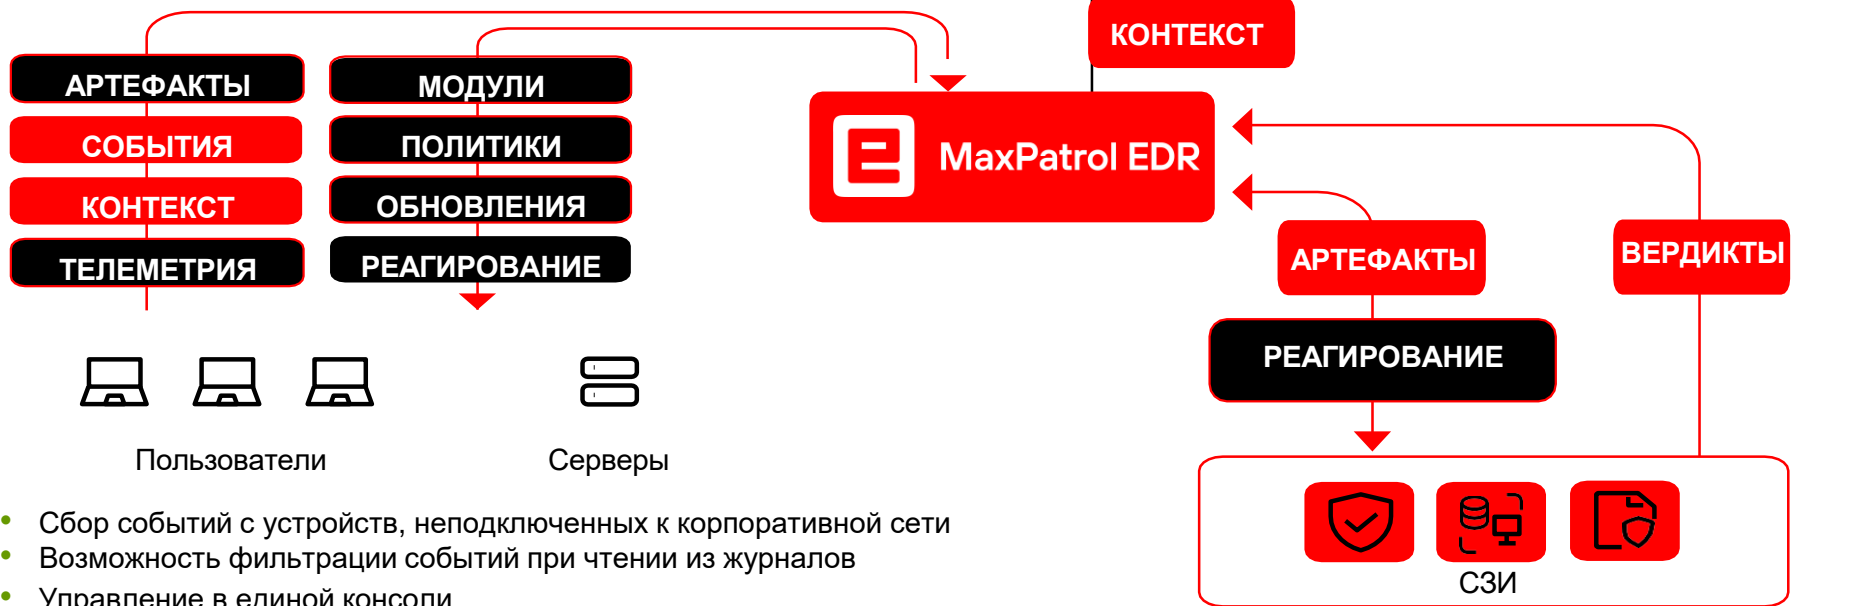 КОНТЕКСТ
АРТЕФАКТЫ
СОБЫТИЯ
КОНТЕКСТ
ТЕЛЕМЕТРИЯ
МОДУЛИ
ПОЛИТИКИ
ОБНОВЛЕНИЯ
РЕАГИРОВАНИЕ
MaxPatrol EDR
АРТЕФАКТЫ
ВЕРДИКТЫ
РЕАГИРОВАНИЕ
Пользователи
Серверы
СЗИ
• Сбор событий с устройств, неподключенных к корпоративной сети
• Возможность фильтрации событий при чтении из журналов
• Управление в единой консоли